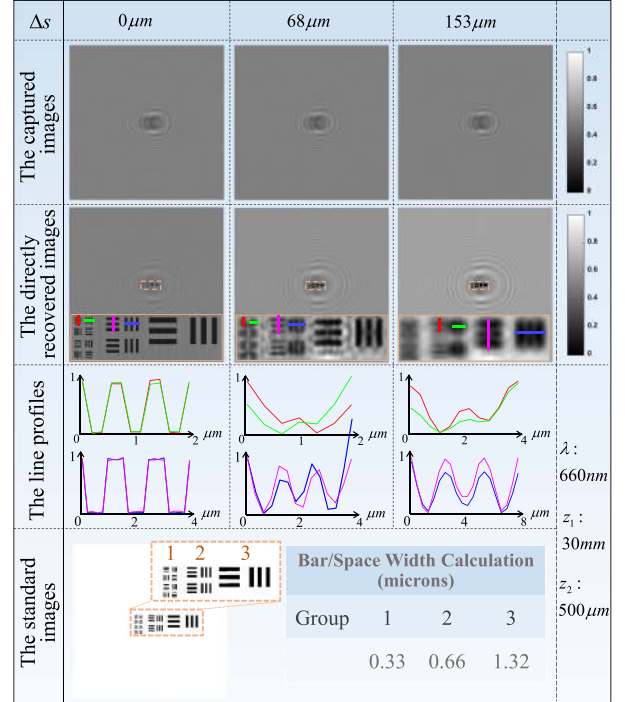 Δs 0μm 68μm 153μm
The captured
images
1
0.8
0.6
0.4
0.2
0
The directly
recovered images
1
0.8
0.6
0.4
0.2
0
The line profiles
1 0 1 2 μm
1 0 2 4 μm
1 0 2 4 μm
1 0 2 4 μm
1 0 4 8 μm
1 0 4 8 μm
λ :
660nm
z₁ :
30mm
z₂ :
500μm
The standard
images
1 2 3
Bar/Space Width Calculation
(microns)
Group 1 2 3
0.33 0.66 1.32